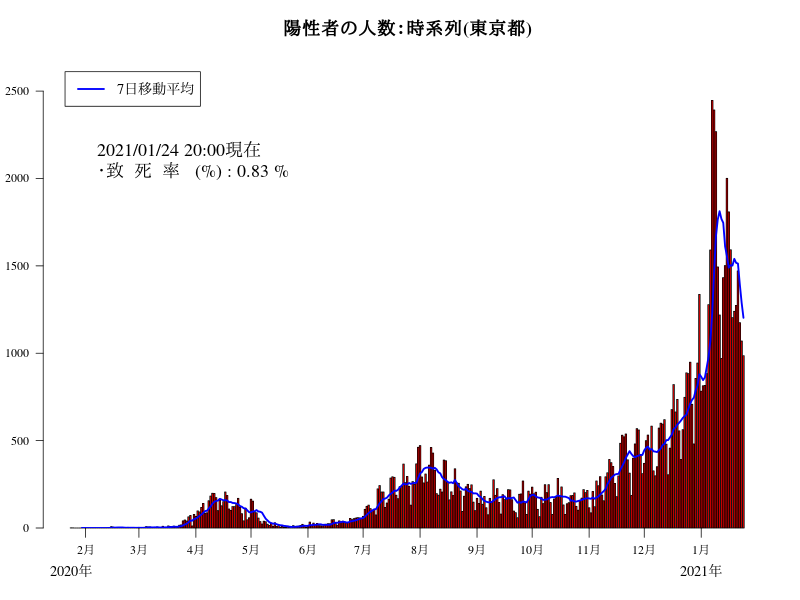 陽性者の人数：時系列(東京都)
7日移動平均
2021/01/24 20:00現在
・致 死 率 (%) : 0.83 %
2500
2000
1500
1000
500
0
2月 3月 4月 5月 6月 7月 8月 9月 10月 11月 12月 1月
2020年 2021年